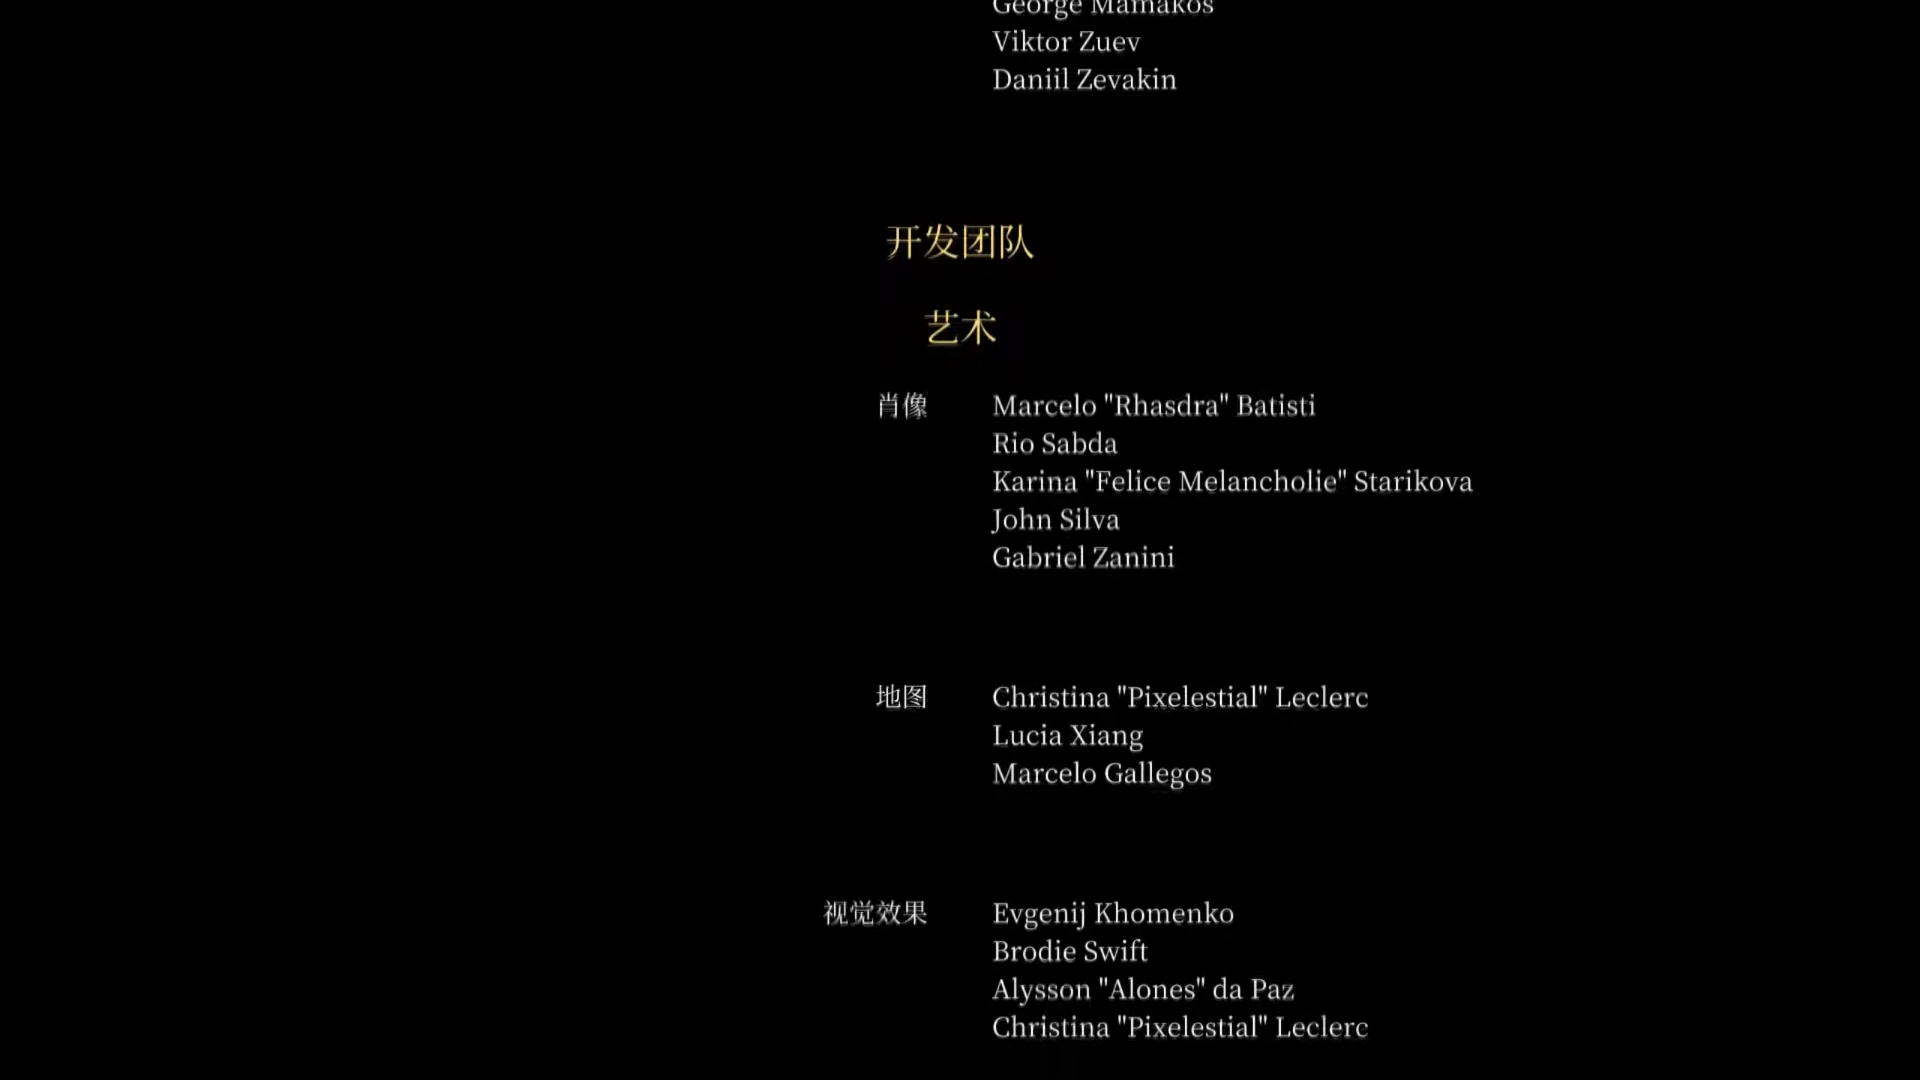 George Mamakos
Viktor Zuev
Daniil Zevakin
开发团队
艺术
肖像 Marcelo "Rhasdra" Batisti
Rio Sabda
Karina "Felice Melancholie" Starikova
John Silva
Gabriel Zanini
地图 Christina "Pixelestial" Leclerc
Lucia Xiang
Marcelo Gallegos
视觉效果 Evgenij Khomenko
Brodie Swift
Alysson "Alones" da Paz
Christina "Pixelestial" Leclerc